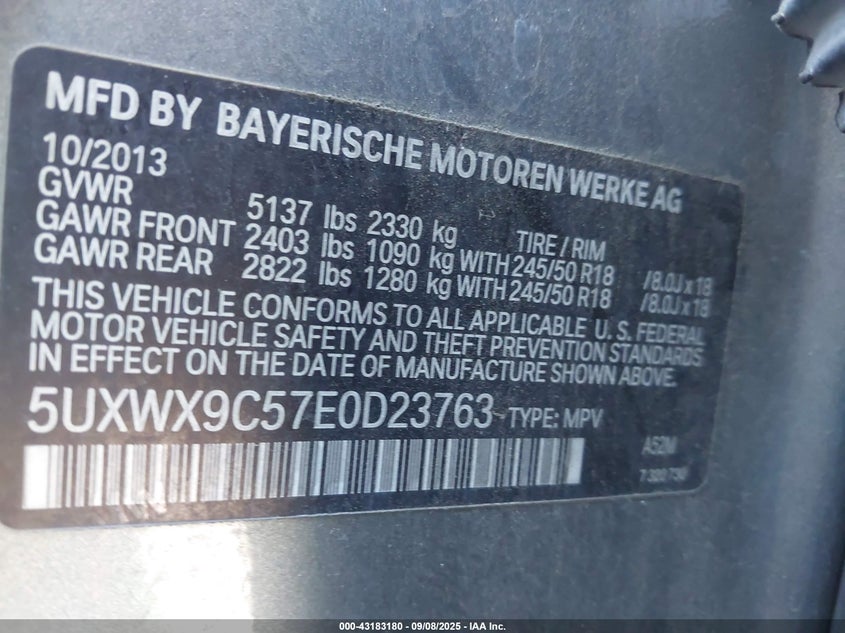 MFD BY BAYERISCHE MOTOREN WERKE AG
10/2013
GVWR 5137 lbs 2330 kg TIRE / RIM
GAWR FRONT 2403 lbs 1090 kg WITH 245/50 R18 /8.0J x 18
GAWR REAR 2822 lbs 1280 kg WITH 245/50 R18 /8.0J x 18
THIS VEHICLE CONFORMS TO ALL APPLICABLE U.S. FEDERAL
MOTOR VEHICLE SAFETY AND THEFT PREVENTION STANDARDS
IN EFFECT ON THE DATE OF MANUFACTURE SHOWN ABOVE.
5UXWX9C57E0D23763 TYPE: MPV
A52M
000-43183180 - 09/08/2025 - IAA Inc.